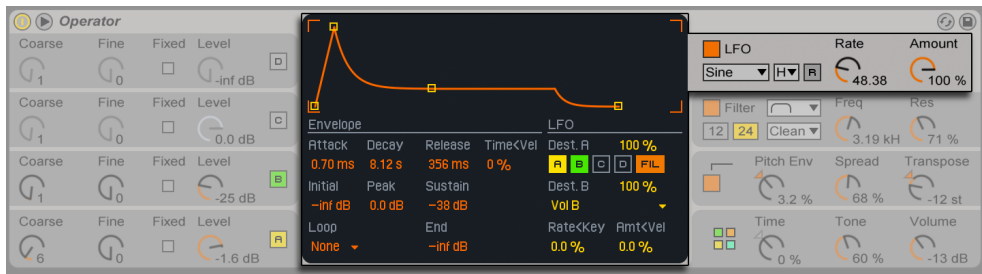 Operator
Coarse Fine Fixed Level
1 0 -inf dB D
Coarse Fine Fixed Level
1 0 0.0 dB C
Coarse Fine Fixed Level
1 0 -25 dB B
Coarse Fine Fixed Level
6 0 -1.6 dB A
Envelope
Attack Decay Release Time<Vel
0.70 ms 8.12 s 356 ms 0 %
Initial Peak Sustain
-inf dB 0.0 dB -38 dB
Loop End
None -inf dB
LFO
Dest. A 100 %
A B C D FIL
Dest. B 100 %
Vol B
Rate<Key Amt<Vel
0.0 % 0.0 %
LFO Rate Amount
Sine H R 48.38 100 %
Filter Freq Res
12 24 Clean 3.19 kH 71 %
Pitch Env Spread Transpose
3.2 % 68 % -12 st
Time Tone Volume
0 % 60 % -13 dB